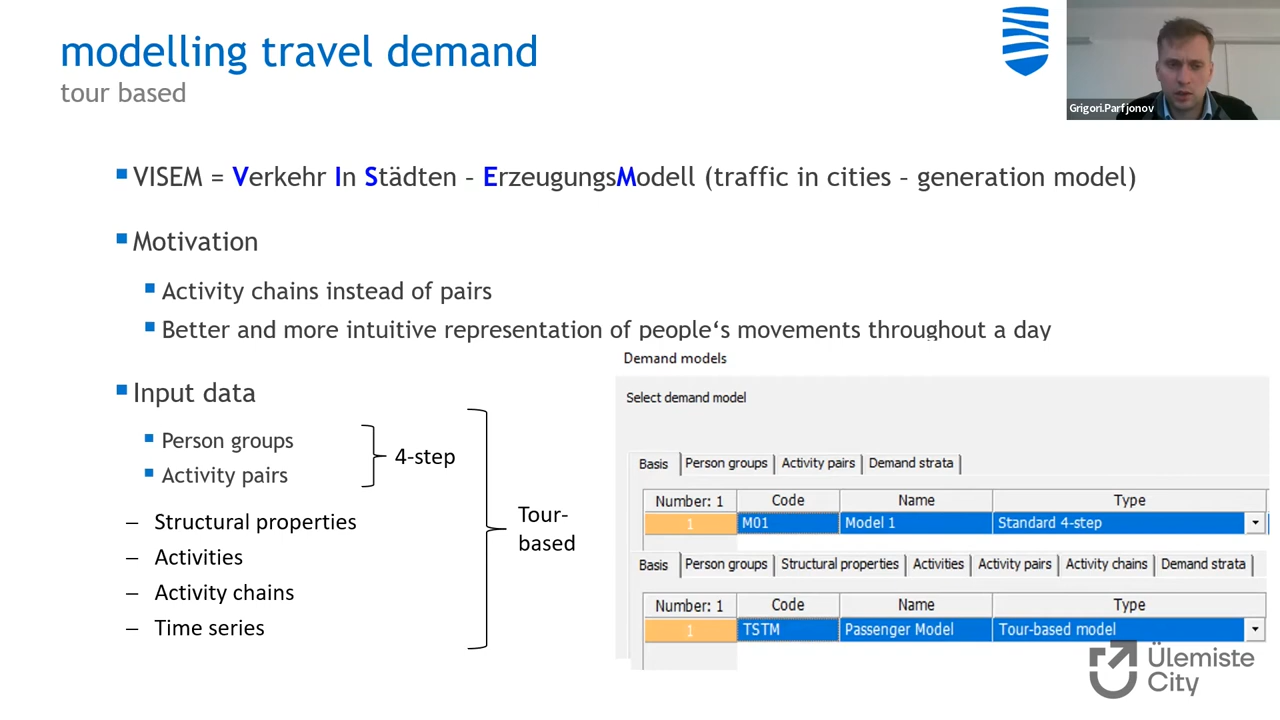 modelling travel demand
tour based
Grigori.Parfjonov
VISEM = Verkehr In Städten – ErzeugungsModell (traffic in cities – generation model)
Motivation
Activity chains instead of pairs
Better and more intuitive representation of people‘s movements throughout a day
Input data
Person groups
Activity pairs
4-step
– Structural properties
– Activities
– Activity chains
– Time series
Tour-
based
Demand models
Select demand model
Basis Person groups Activity pairs Demand strata
Number: 1 Code Name Type
1 M01 Model 1 Standard 4-step
Basis Person groups Structural properties Activities Activity pairs Activity chains Demand strata
Number: 1 Code Name Type
1 TSTM Passenger Model Tour-based model
Ülemiste
City